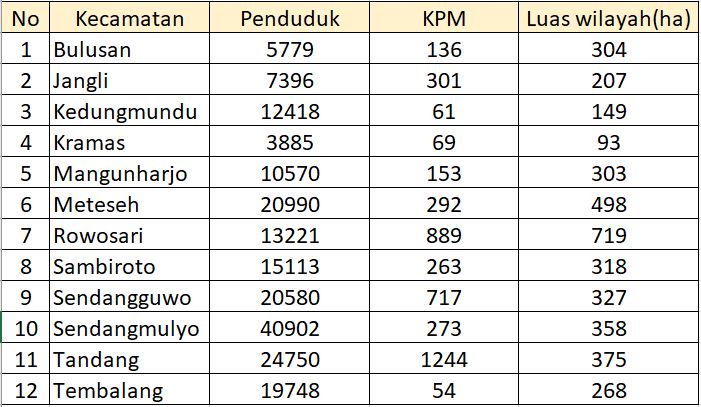 No Kecamatan Penduduk KPM Luas wilayah(ha)
1 Bulusan 5779 136 304
2 Jangli 7396 301 207
3 Kedungmundu 12418 61 149
4 Kramas 3885 69 93
5 Mangunharjo 10570 153 303
6 Meteseh 20990 292 498
7 Rowosari 13221 889 719
8 Sambiroto 15113 263 318
9 Sendangguwo 20580 717 327
10 Sendangmulyo 40902 273 358
11 Tandang 24750 1244 375
12 Tembalang 19748 54 268